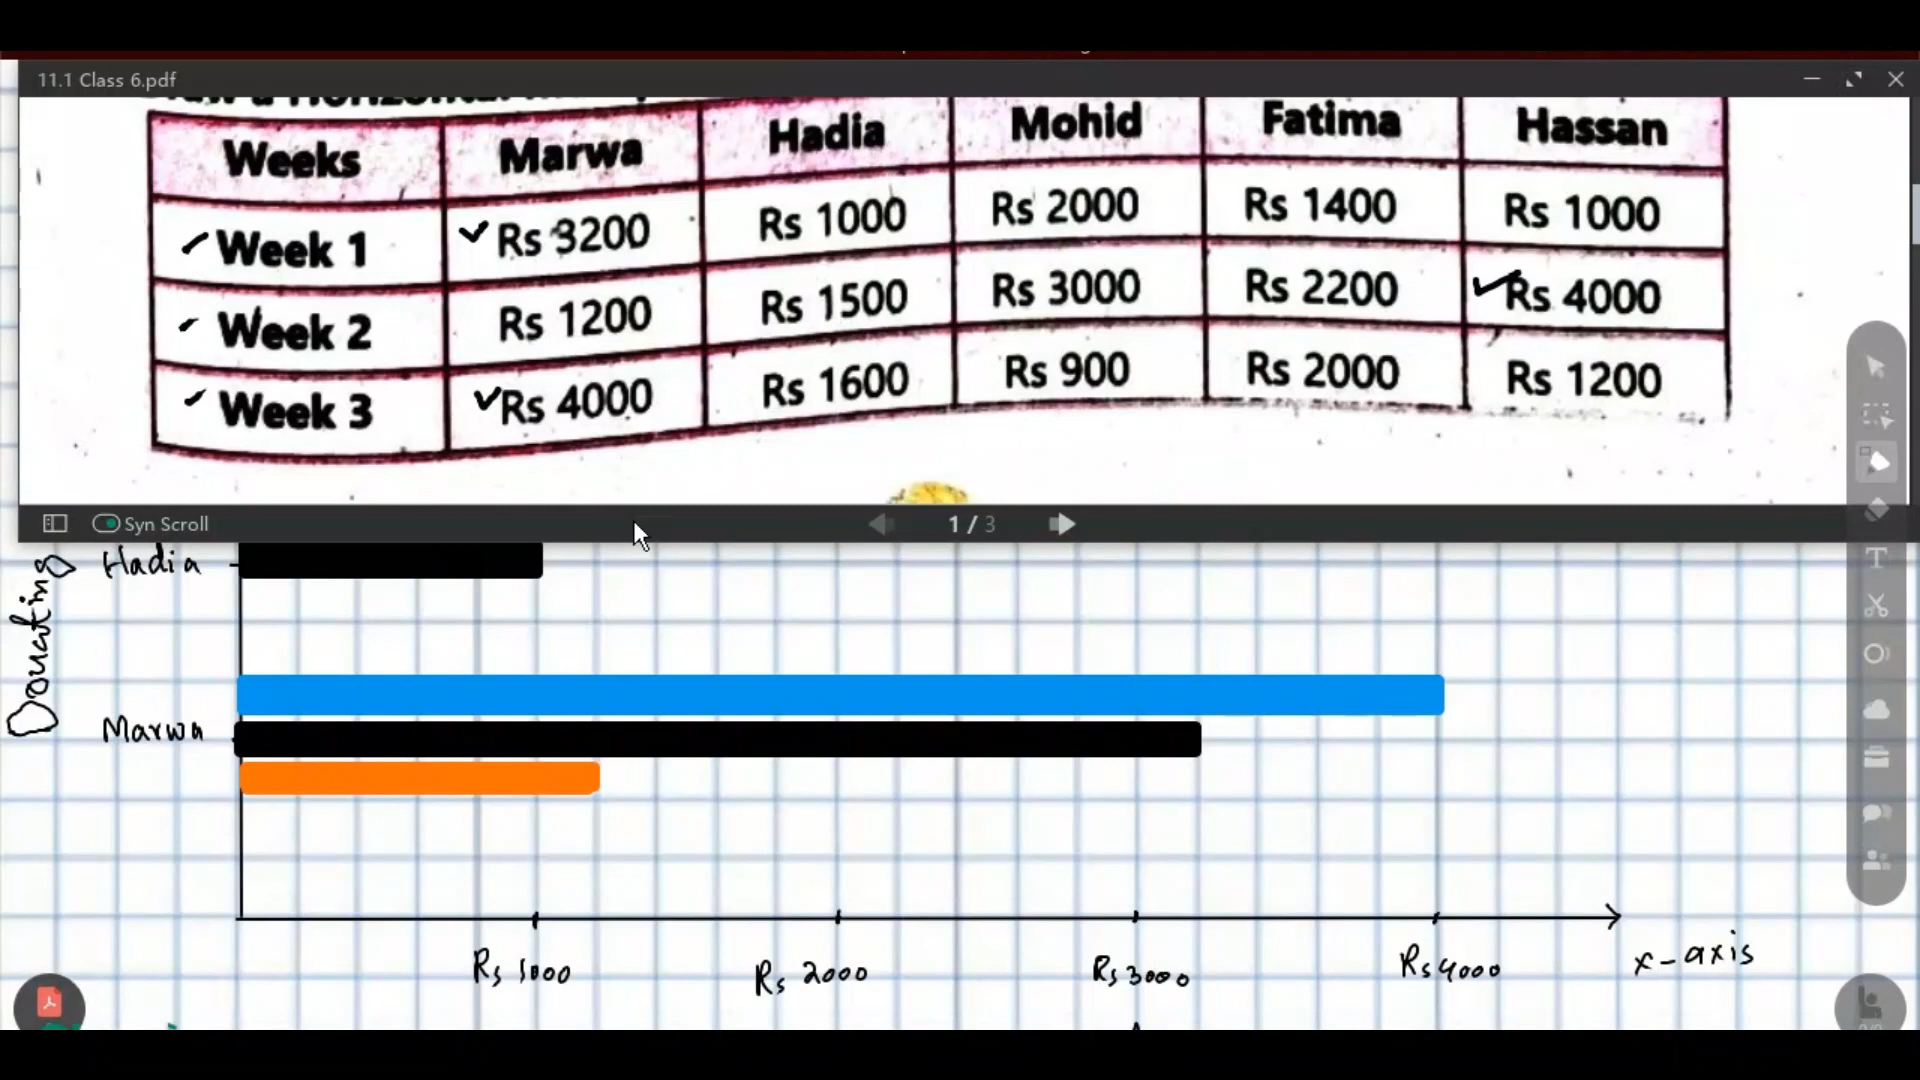 11.1 Class 6.pdf
Weeks Marwa Hadia Mohid Fatima Hassan
Week 1 Rs 3200 Rs 1000 Rs 2000 Rs 1400 Rs 1000
Week 2 Rs 1200 Rs 1500 Rs 3000 Rs 2200 Rs 4000
Week 3 Rs 4000 Rs 1600 Rs 900 Rs 2000 Rs 1200
Syn Scroll
1 / 3
Hadia
Marwa
Rs 1000 Rs 2000 Rs 3000 Rs 4000 x-axis